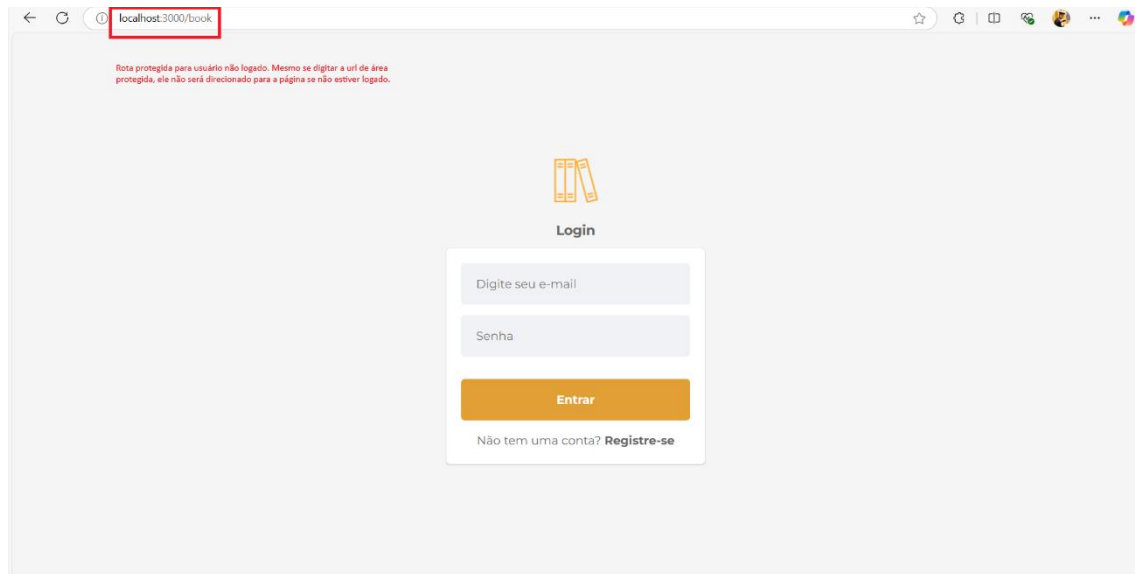 localhost:3000/book
Rota protegida para usuário não logado. Mesmo se digitar a url de área
protegida, ele não será direcionado para a página se não estiver logado.
Login
Digite seu e-mail
Senha
Entrar
Não tem uma conta? Registre-se